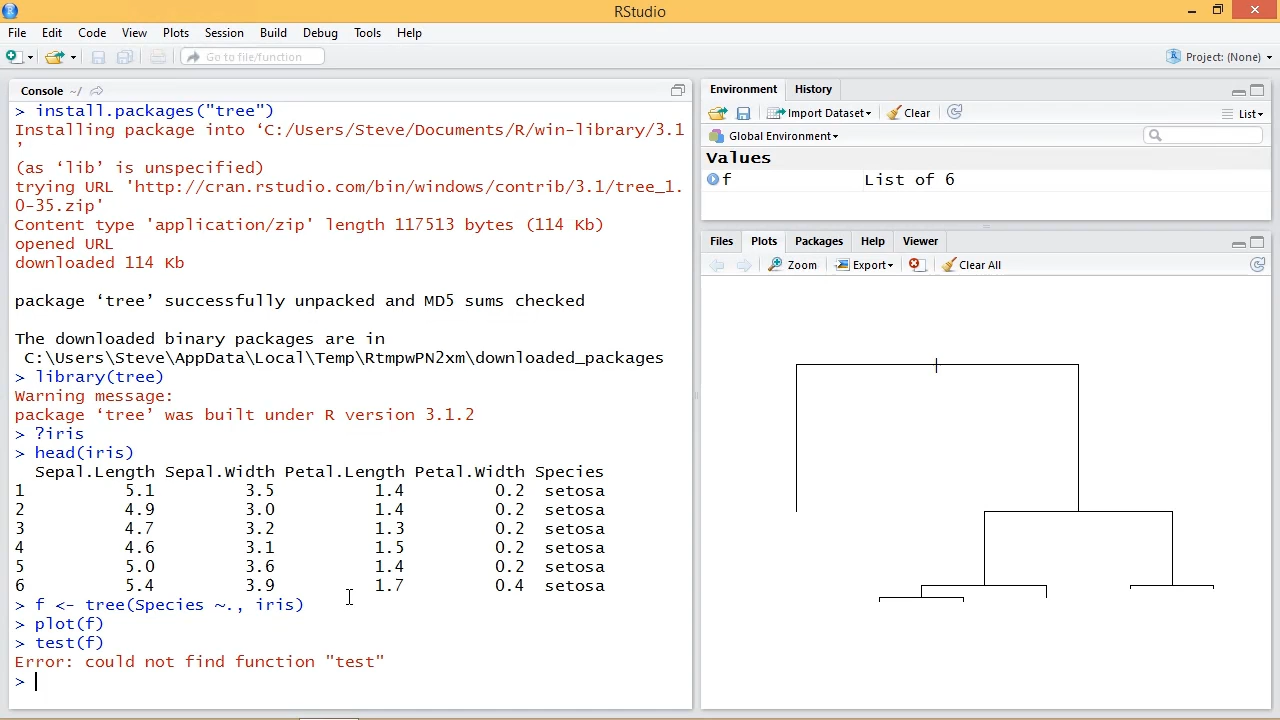 RStudio
File Edit Code View Plots Session Build Debug Tools Help
Go to file/function
Project: (None)
Console ~/
> install.packages("tree")
Installing package into ‘C:/Users/Steve/Documents/R/win-library/3.1
’
(as ‘lib’ is unspecified)
trying URL 'http://cran.rstudio.com/bin/windows/contrib/3.1/tree_1.
0-35.zip'
Content type 'application/zip' length 117513 bytes (114 Kb)
opened URL
downloaded 114 Kb
package ‘tree’ successfully unpacked and MD5 sums checked
The downloaded binary packages are in
C:\Users\Steve\AppData\Local\Temp\RtmpwPN2xm\downloaded_packages
> library(tree)
Warning message:
package ‘tree’ was built under R version 3.1.2
> ?iris
> head(iris)
Sepal.Length Sepal.Width Petal.Length Petal.Width Species
1 5.1 3.5 1.4 0.2 setosa
2 4.9 3.0 1.4 0.2 setosa
3 4.7 3.2 1.3 0.2 setosa
4 4.6 3.1 1.5 0.2 setosa
5 5.0 3.6 1.4 0.2 setosa
6 5.4 3.9 1.7 0.4 setosa
> f <- tree(Species ~., iris)
> plot(f)
> test(f)
Error: could not find function "test"
>
Environment History
Import Dataset Clear List
Global Environment
Values
f List of 6
Files Plots Packages Help Viewer
Zoom Export Clear All